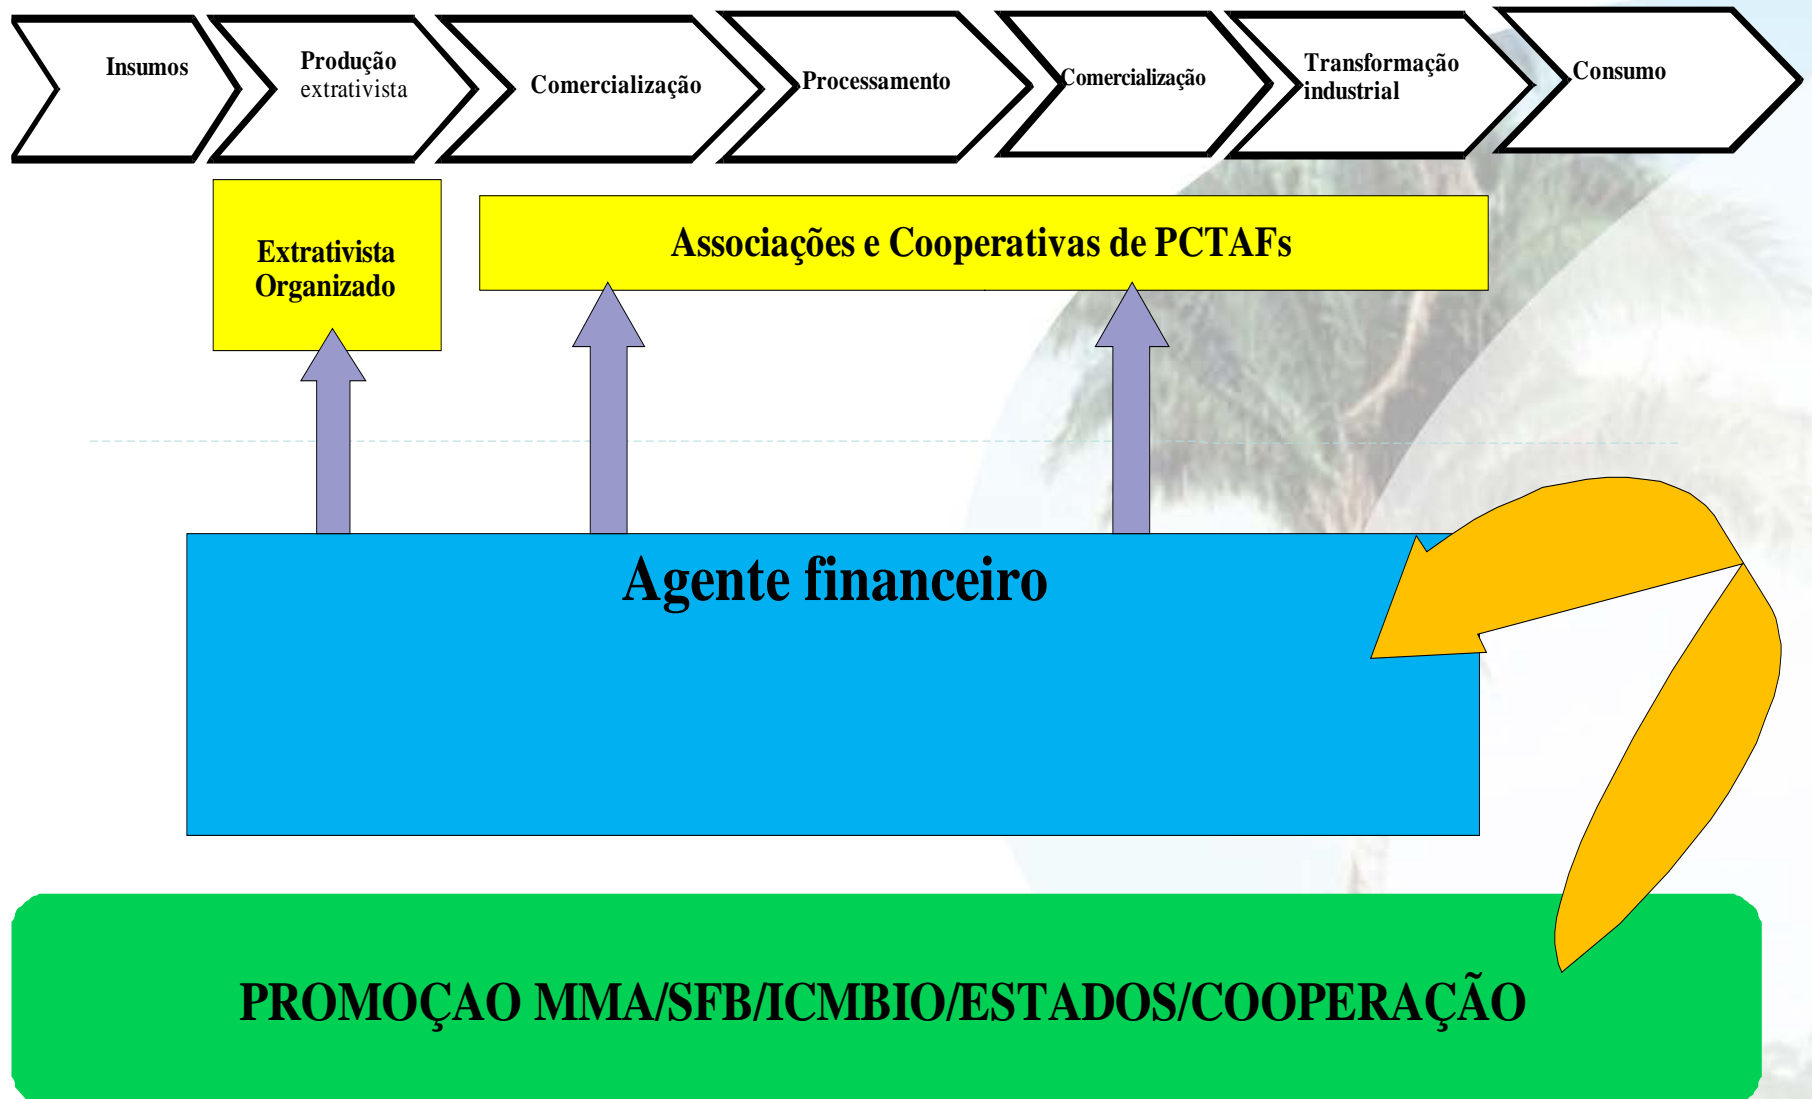 Insumos
Produção
extrativista
Comercialização
Processamento
Comercialização
Transformação
industrial
Consumo
Extrativista
Organizado
Associações e Cooperativas de PCTAFs
Agente financeiro
PROMOÇAO MMA/SFB/ICMBIO/ESTADOS/COOPERAÇÃO